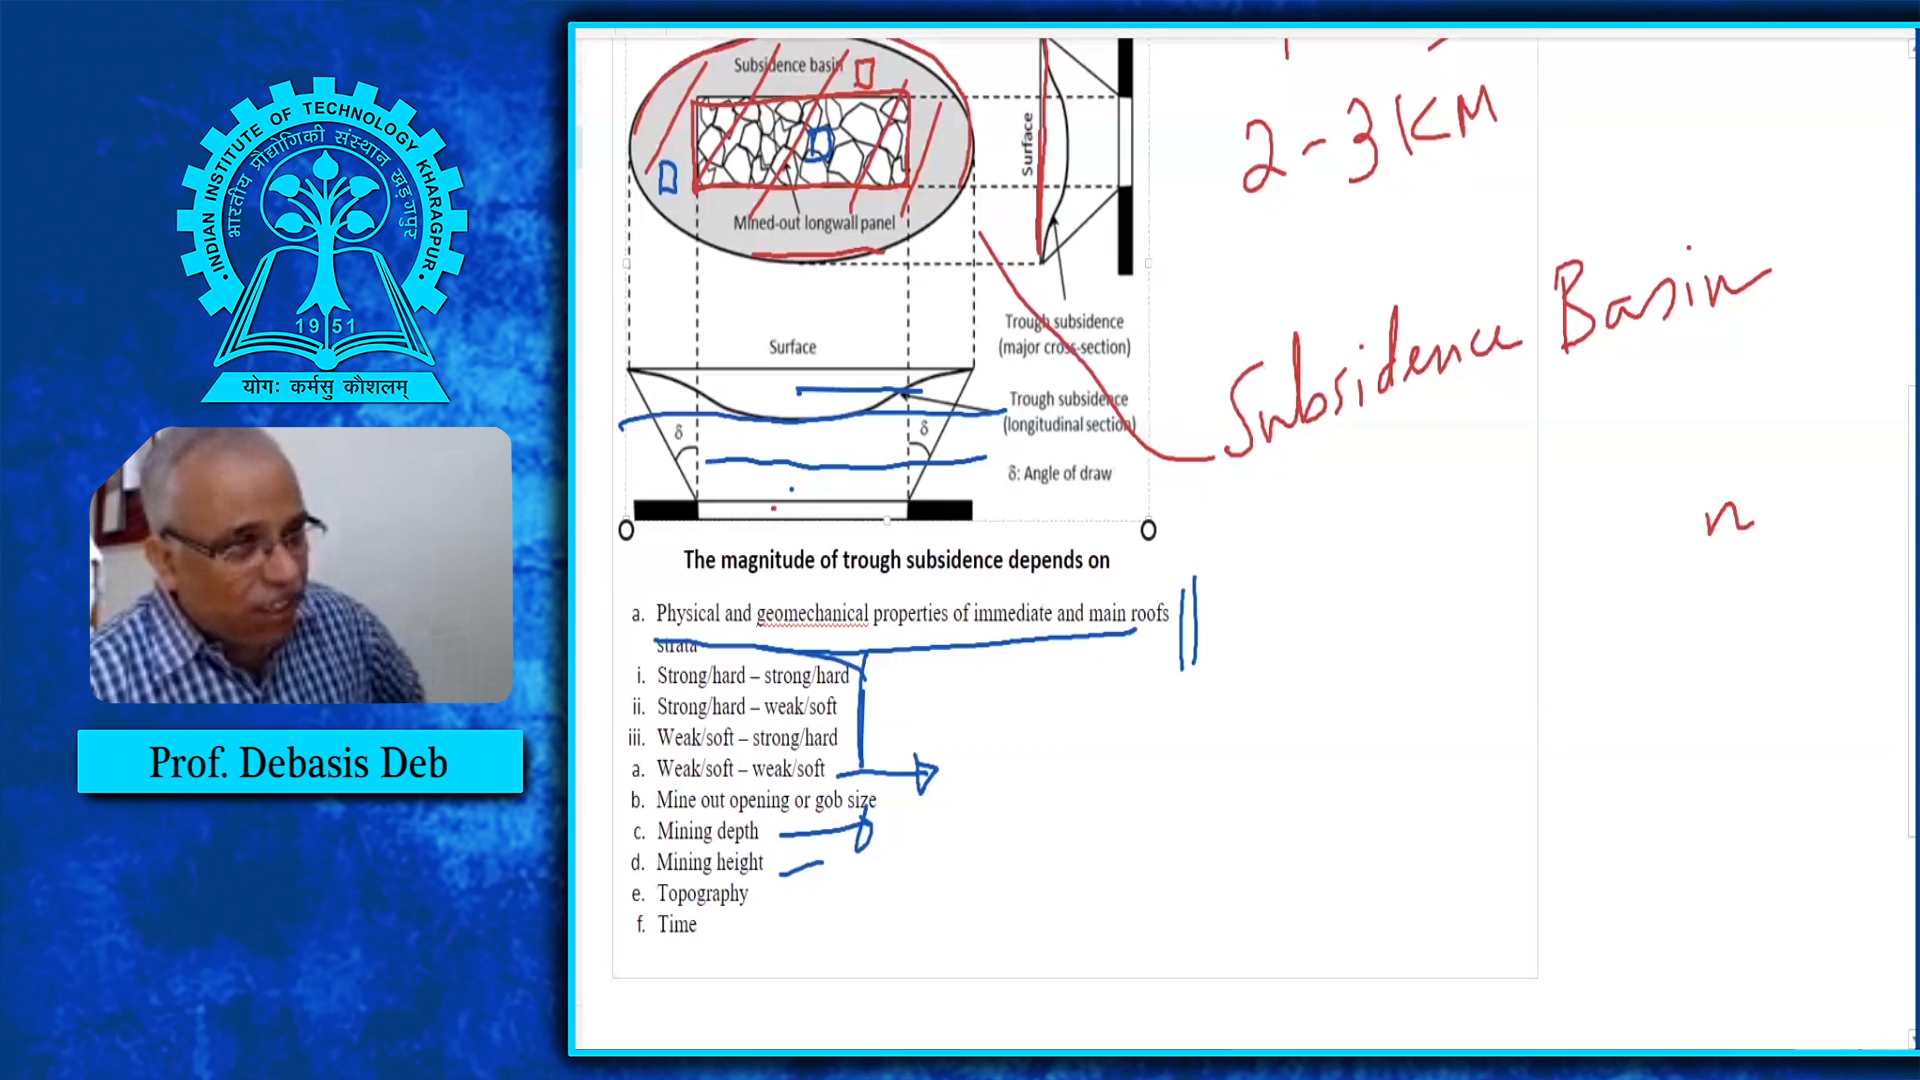 INDIAN INSTITUTE OF TECHNOLOGY KHARAGPUR
भारतीय प्रौद्योगिकी संस्थान खड़गपुर
1951
योगः कर्मसु कौशलम्
Prof. Debasis Deb
Subsidence basin
Mined-out longwall panel
Surface
2-3 KM
Trough subsidence
(major cross-section)
Surface
Subsidence Basin
Trough subsidence
(longitudinal section)
δ
δ
δ: Angle of draw
n
The magnitude of trough subsidence depends on
a. Physical and geomechanical properties of immediate and main roofs
strata
i. Strong/hard – strong/hard
ii. Strong/hard – weak/soft
iii. Weak/soft – strong/hard
a. Weak/soft – weak/soft
b. Mine out opening or gob size
c. Mining depth
d. Mining height
e. Topography
f. Time